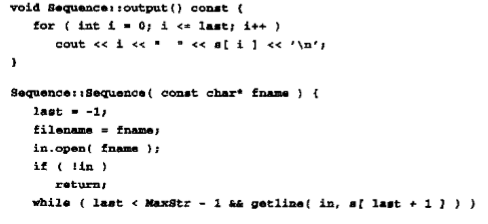 void Sequence::output() const {
for ( int i = 0; i <= last; i++ )
cout << i << " " << s[ i ] << '\n';
}
Sequence::Sequence( const char* fname ) {
last = -1;
filename = fname;
in.open( fname );
if ( !in )
return;
while ( last < MaxStr - 1 && getline( in, s[ last + 1 ] ) )